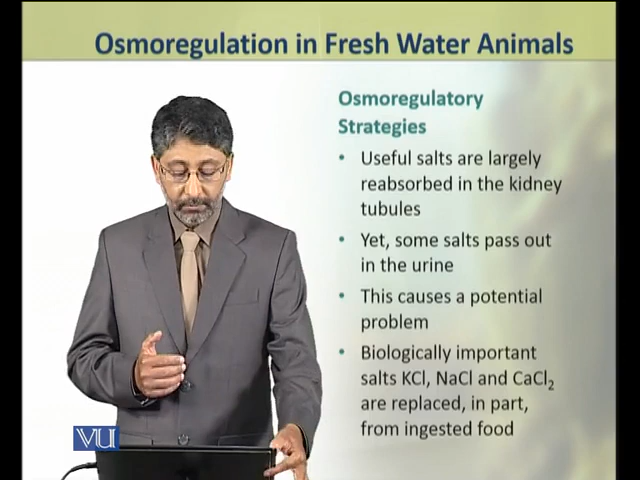 Osmoregulation in Fresh Water Animals
Osmoregulatory
Strategies
• Useful salts are largely
reabsorbed in the kidney
tubules
• Yet, some salts pass out
in the urine
• This causes a potential
problem
• Biologically important
salts KCl, NaCl and CaCl₂
are replaced, in part,
from ingested food
VU